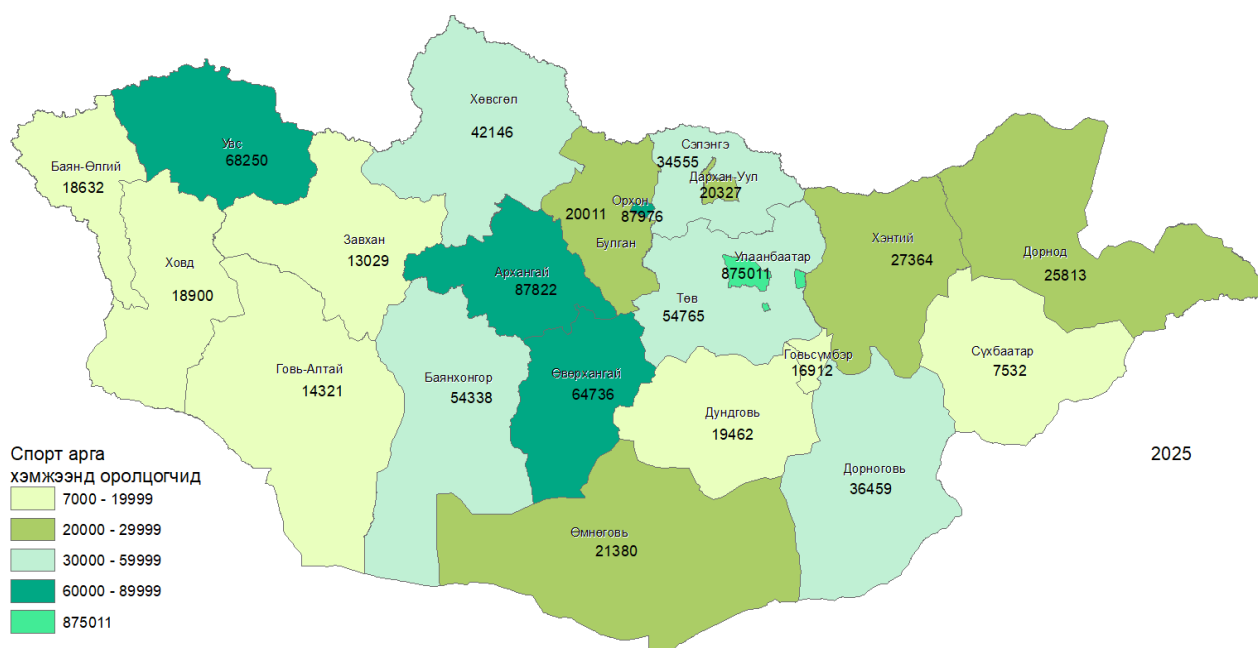 Хөвсгөл
42146
Увс
68250
Баян-Өлгий
18632
Сэлэнгэ
34555
Дархан-Уул
20327
Орхон
87976
20011
Булган
Завхан
13029
Ховд
18900
Архангай
87822
Улаанбаатар
875011
Төв
54765
Хэнтий
27364
Дорнод
25813
Говь-Алтай
14321
Баянхонгор
54338
Өвөрхангай
64736
Говьсүмбэр
16912
Сүхбаатар
7532
Дундговь
19462
Дорноговь
36459
Өмнөговь
21380
2025
Спорт арга
хэмжээнд оролцогчид
7000 - 19999
20000 - 29999
30000 - 59999
60000 - 89999
875011